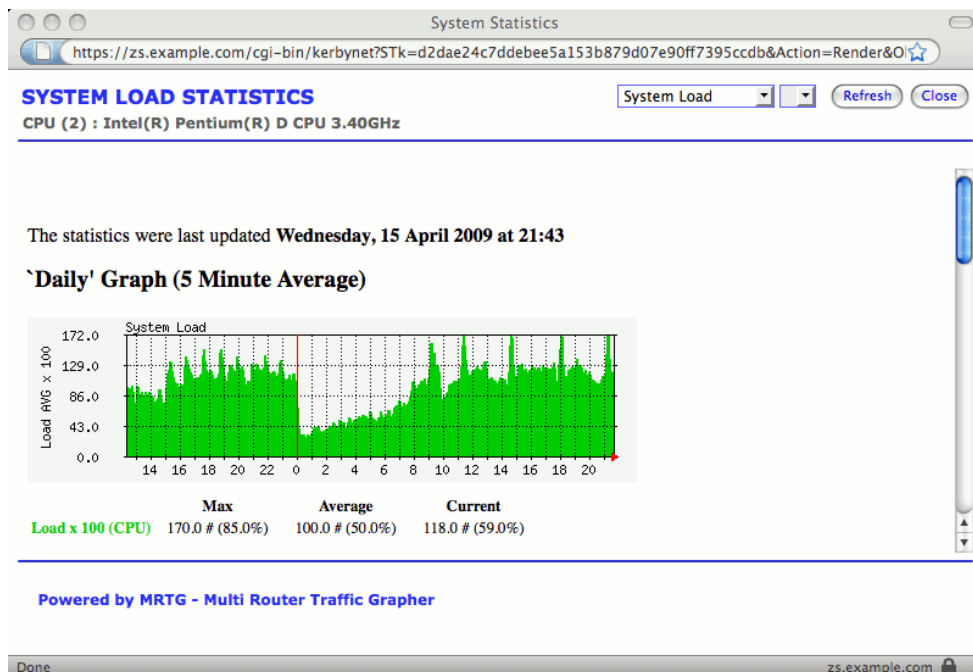 System Statistics
https://zs.example.com/cgi-bin/kerbynet?STk=d2dae24c7ddebee5a153b879d07e90ff7395ccdb&Action=Render&O
SYSTEM LOAD STATISTICS
System Load
Refresh
Close
CPU (2) : Intel(R) Pentium(R) D CPU 3.40GHz
The statistics were last updated Wednesday, 15 April 2009 at 21:43
`Daily' Graph (5 Minute Average)
System Load
Load AVG x 100
172.0
129.0
86.0
43.0
0.0
14 16 18 20 22 0 2 4 6 8 10 12 14 16 18 20
Max Average Current
Load x 100 (CPU) 170.0 # (85.0%) 100.0 # (50.0%) 118.0 # (59.0%)
Powered by MRTG - Multi Router Traffic Grapher
Done
zs.example.com